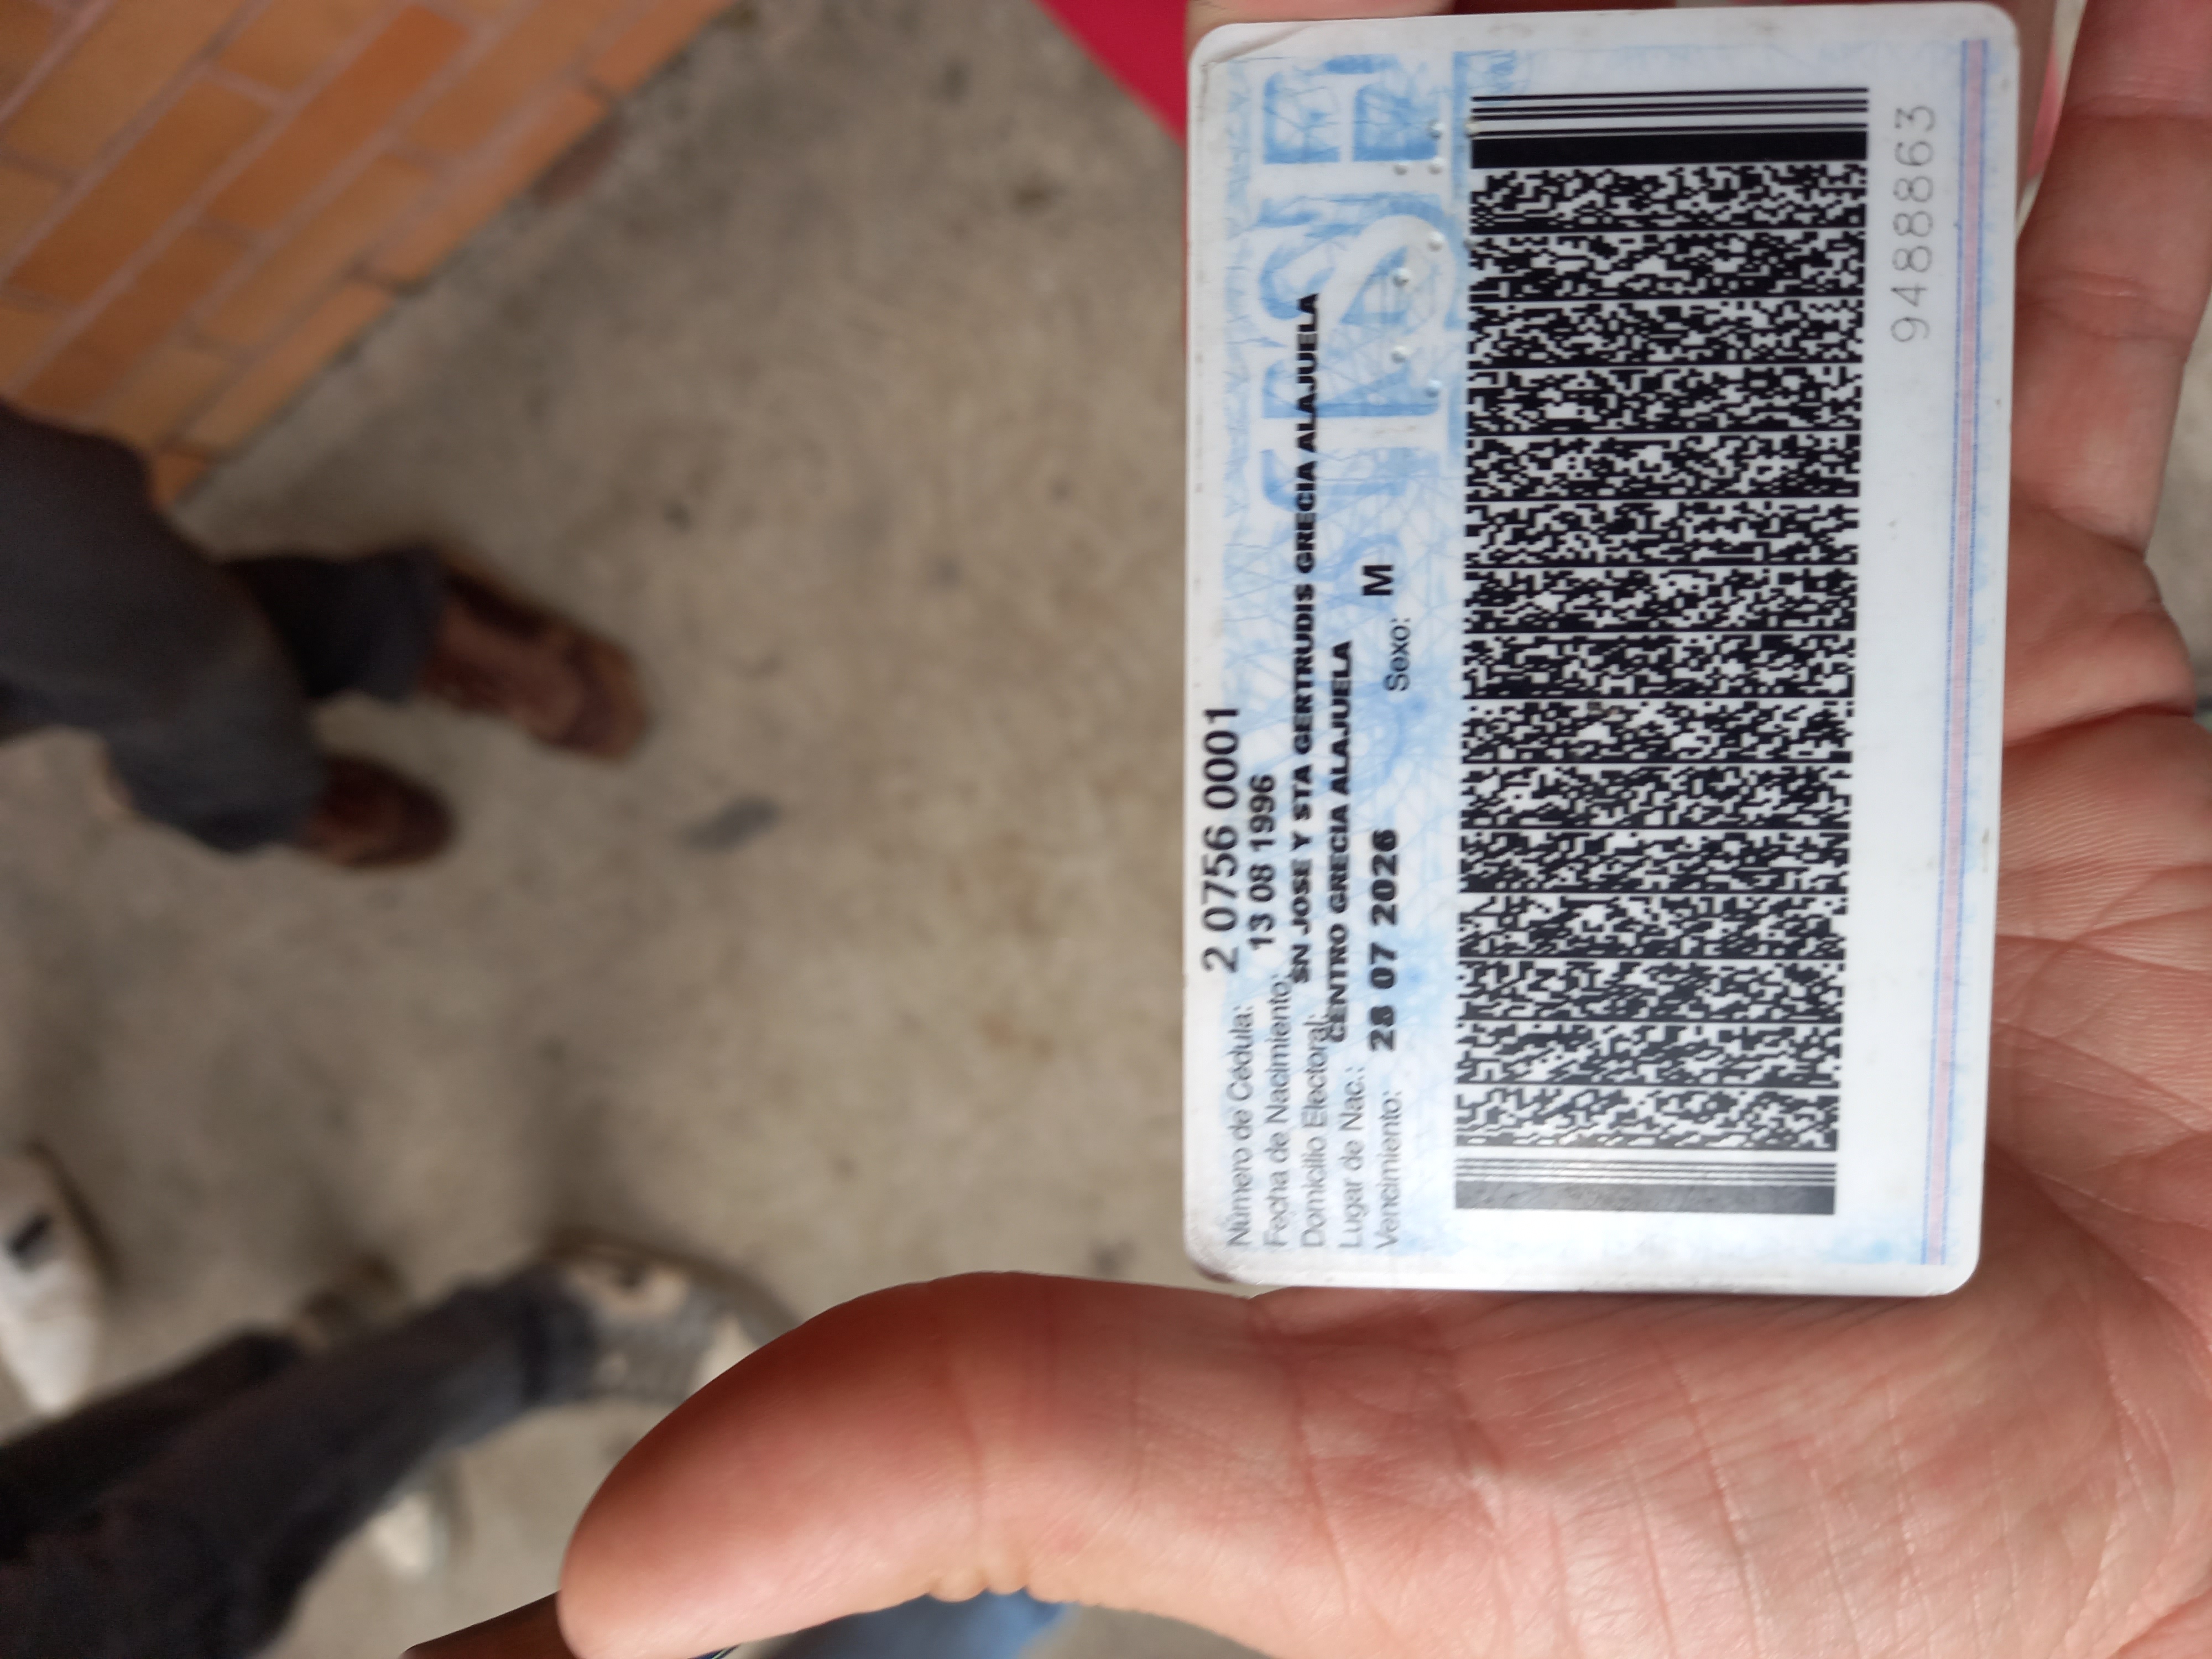 Número de Cédula: 2 0756 0001
Fecha de Nacimiento: 13 08 1996
Domicilio Electoral: SN JOSE Y STA GERTRUDIS GRECIA ALAJUELA
Lugar de Nac.: CENTRO GRECIA ALAJUELA
Vencimiento: 28 07 2026 Sexo: M
TSE
9488863